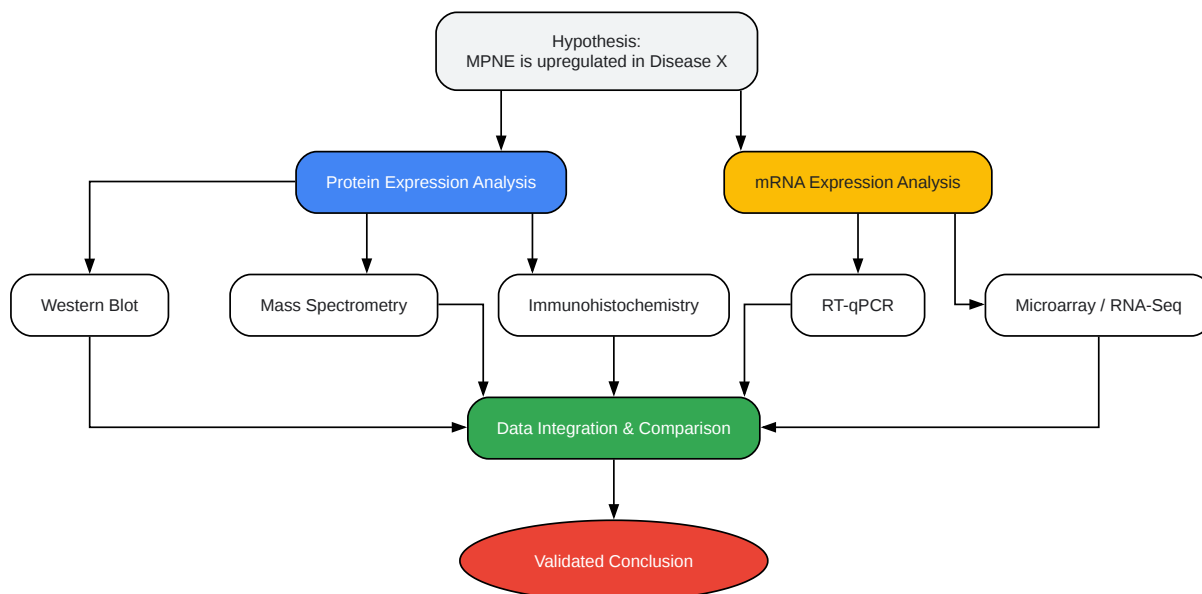 Hypothesis:
MPNE is upregulated in Disease X
Protein Expression Analysis
mRNA Expression Analysis
Western Blot
Mass Spectrometry
Immunohistochemistry
RT-qPCR
Microarray / RNA-Seq
Data Integration & Comparison
Validated Conclusion